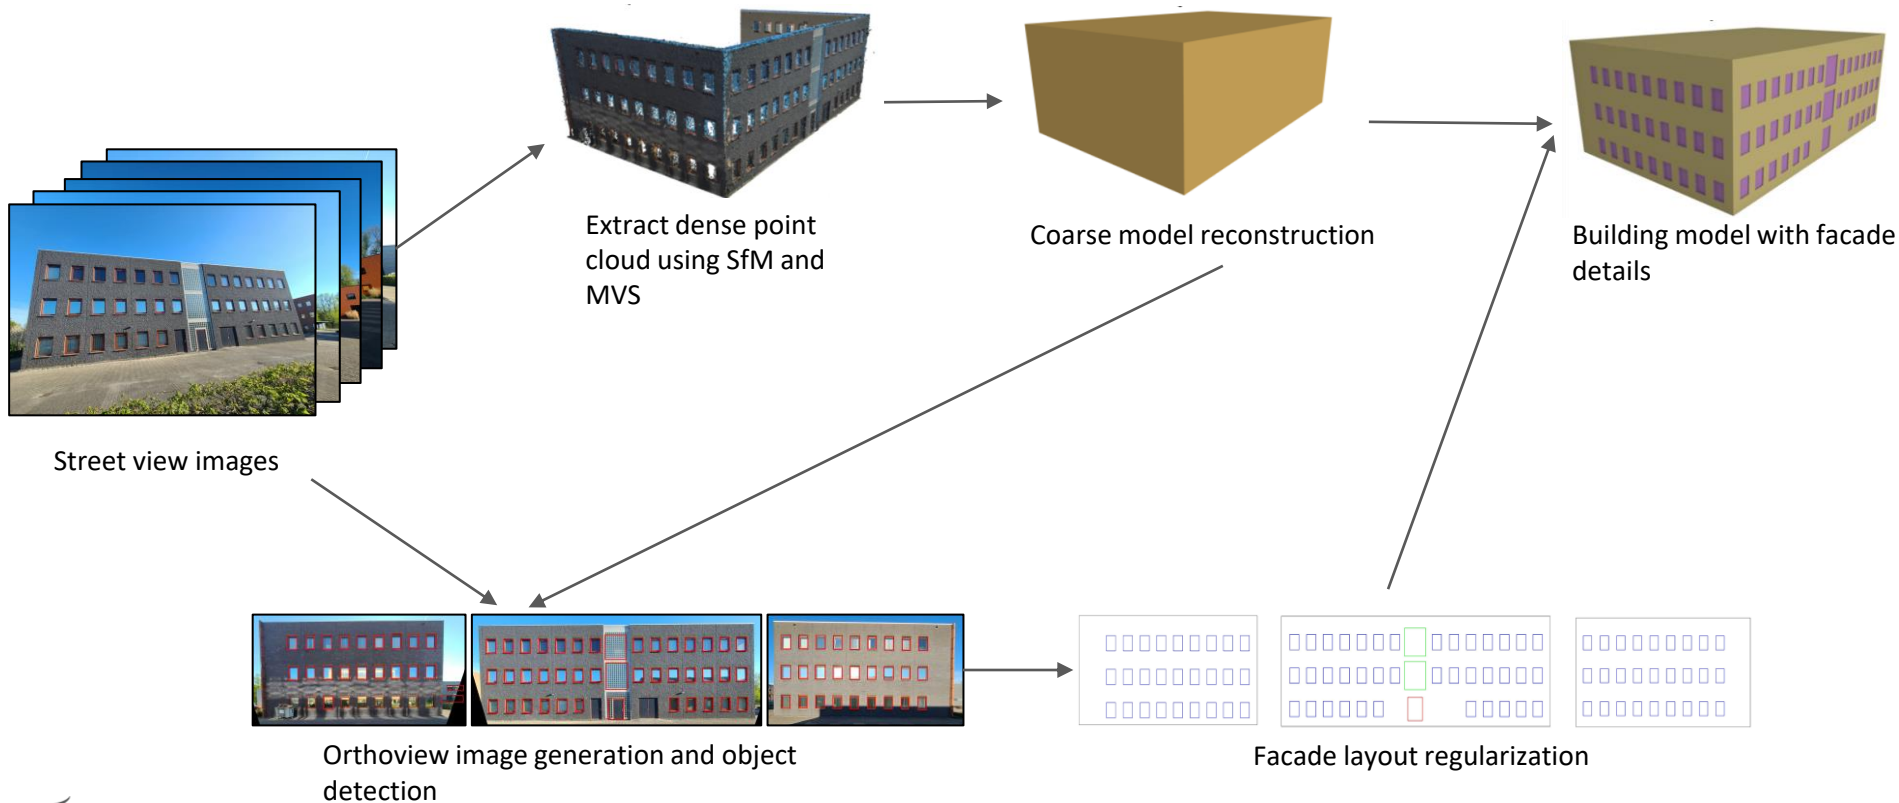 Extract dense point
cloud using SfM and
MVS
Coarse model reconstruction
Building model with facade
details
Street view images
Orthoview image generation and object
detection
Facade layout regularization